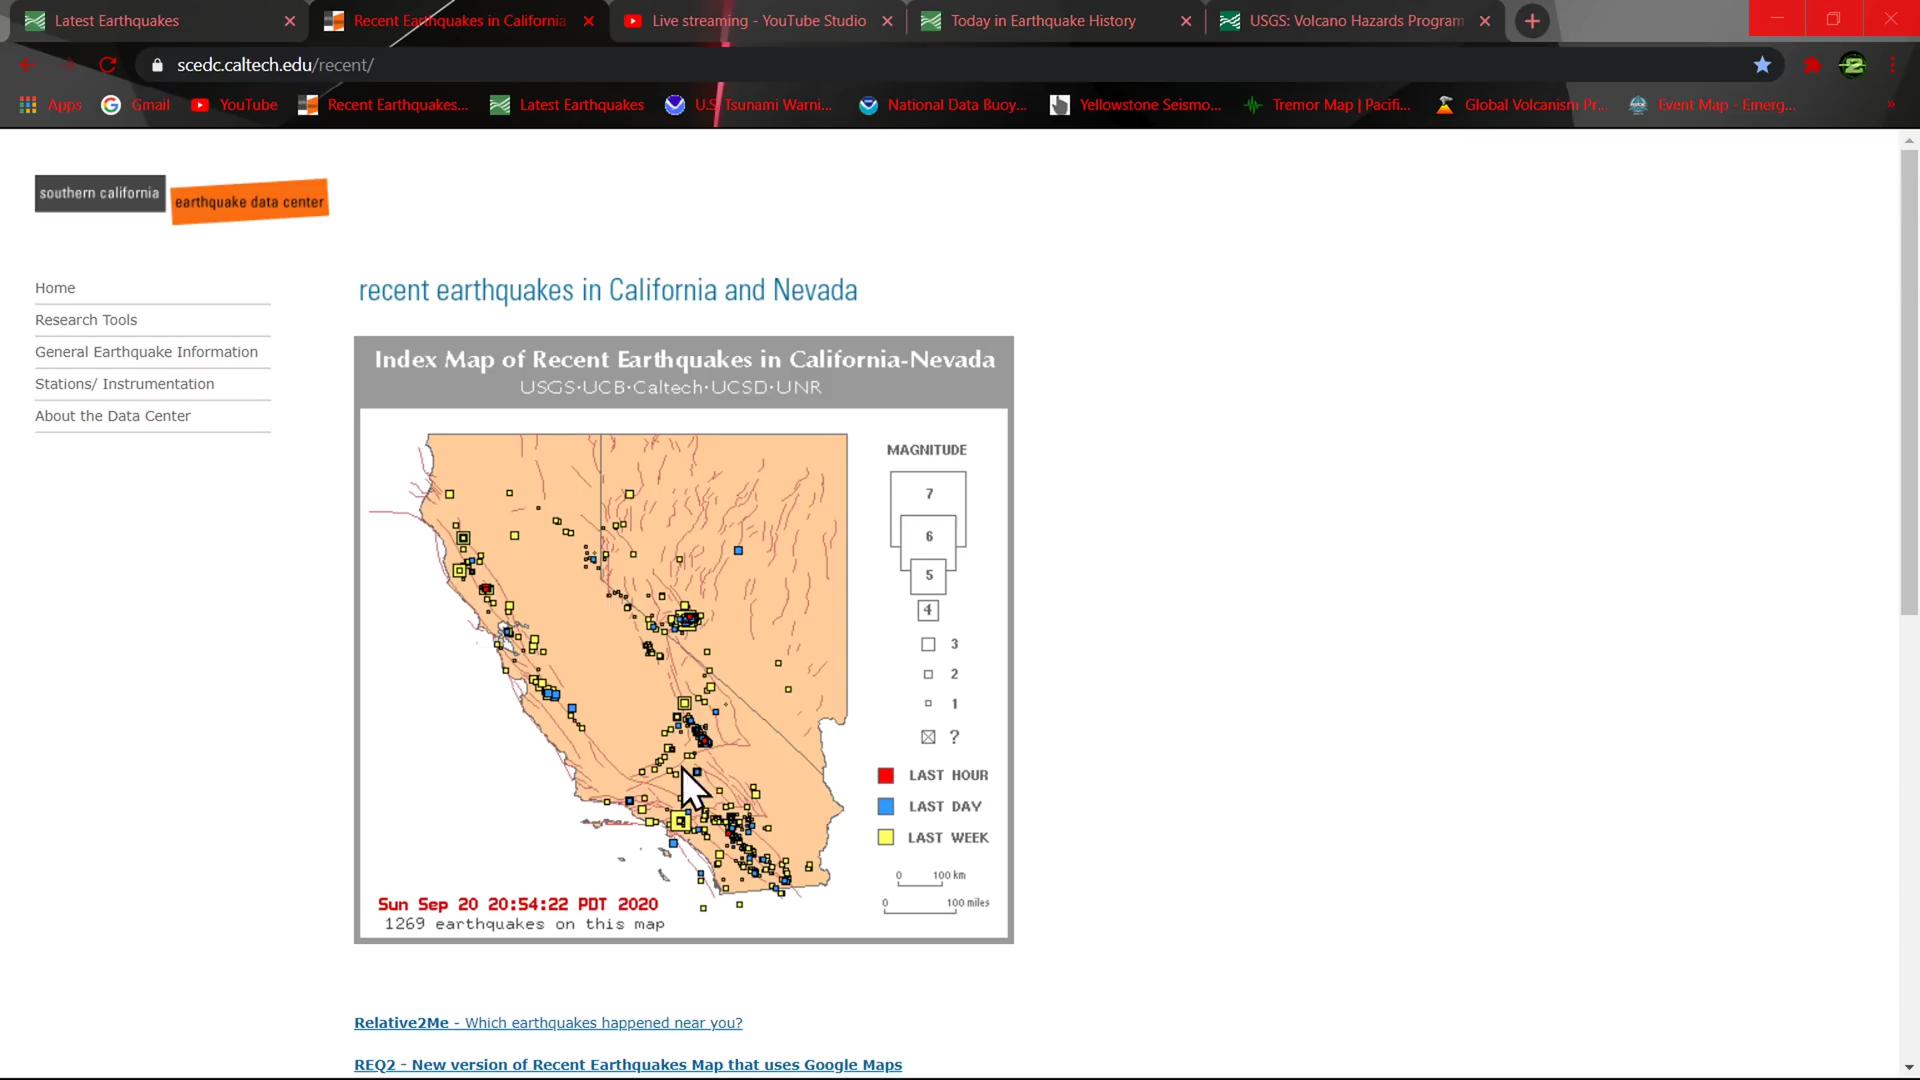 Latest Earthquakes
Recent Earthquakes in California
Live streaming - YouTube Studio
Today in Earthquake History
USGS: Volcano Hazards Program
scedc.caltech.edu/recent/
Apps
Gmail
YouTube
Recent Earthquakes...
Latest Earthquakes
U.S. Tsunami Warni...
National Data Buoy...
Yellowstone Seismo...
Tremor Map | Pacifi...
Global Volcanism Pr...
Event Map - Emerg...
southern california
earthquake data center
Home
Research Tools
General Earthquake Information
Stations/ Instrumentation
About the Data Center
recent earthquakes in California and Nevada
Index Map of Recent Earthquakes in California-Nevada
USGS·UCB·Caltech·UCSD·UNR
MAGNITUDE
7
6
5
4
3
2
1
?
LAST HOUR
LAST DAY
LAST WEEK
0 100 km
0 100 miles
Sun Sep 20 20:54:22 PDT 2020
1269 earthquakes on this map
Relative2Me - Which earthquakes happened near you?
REQ2 - New version of Recent Earthquakes Map that uses Google Maps